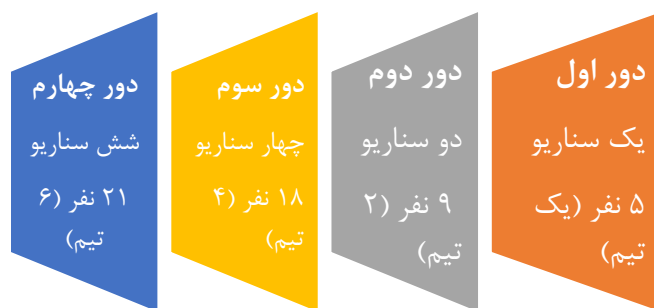 دور اول
یک سناریو
۵ نفر (یک
تیم)
دور دوم
دو سناریو
۹ نفر (۲
تیم)
دور سوم
چهار سناریو
۱۸ نفر (۴
تیم)
دور چهارم
شش سناریو
۲۱ نفر (۶
تیم)